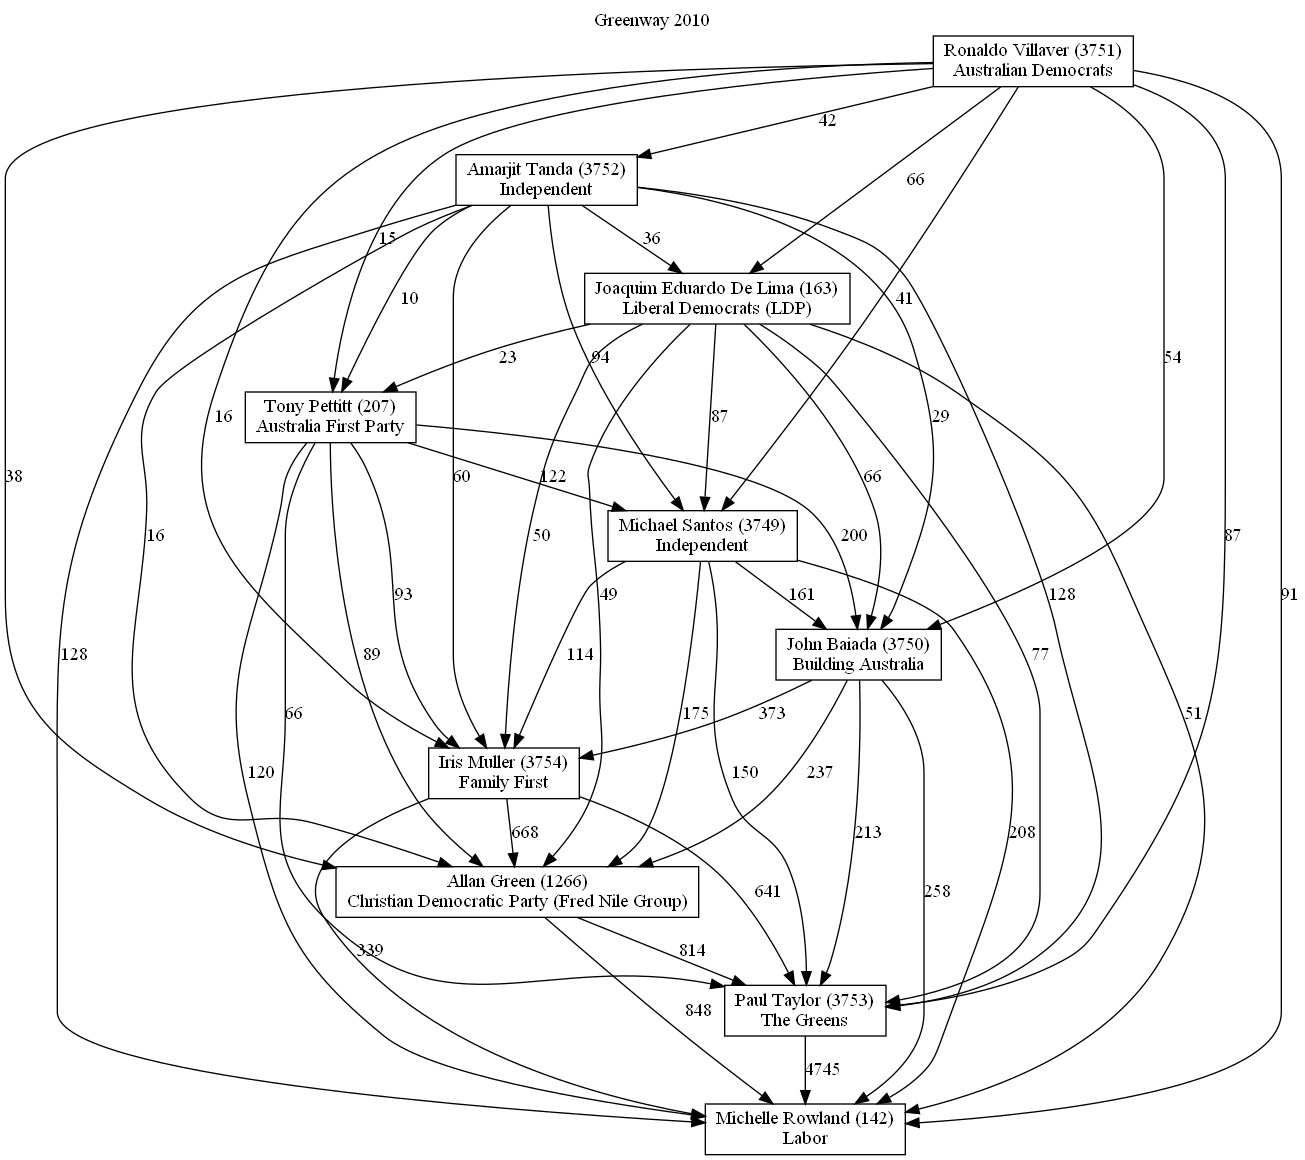 Greenway 2010
Ronaldo Villaver (3751)
Australian Democrats
42
Amarjit Tanda (3752)
Independent
66
15
36
Joaquim Eduardo De Lima (163)
Liberal Democrats (LDP)
10
41
23
94
54
Tony Pettitt (207)
Australia First Party
16
87
29
38
60
122
66
Michael Santos (3749)
Independent
16
50
200
87
93
49
161
128
91
John Baiada (3750)
Building Australia
128
89
114
77
66
175
373
51
Iris Muller (3754)
Family First
120
150
237
668
213
208
Allan Green (1266)
Christian Democratic Party (Fred Nile Group)
641
258
339
814
Paul Taylor (3753)
The Greens
848
4745
Michelle Rowland (142)
Labor